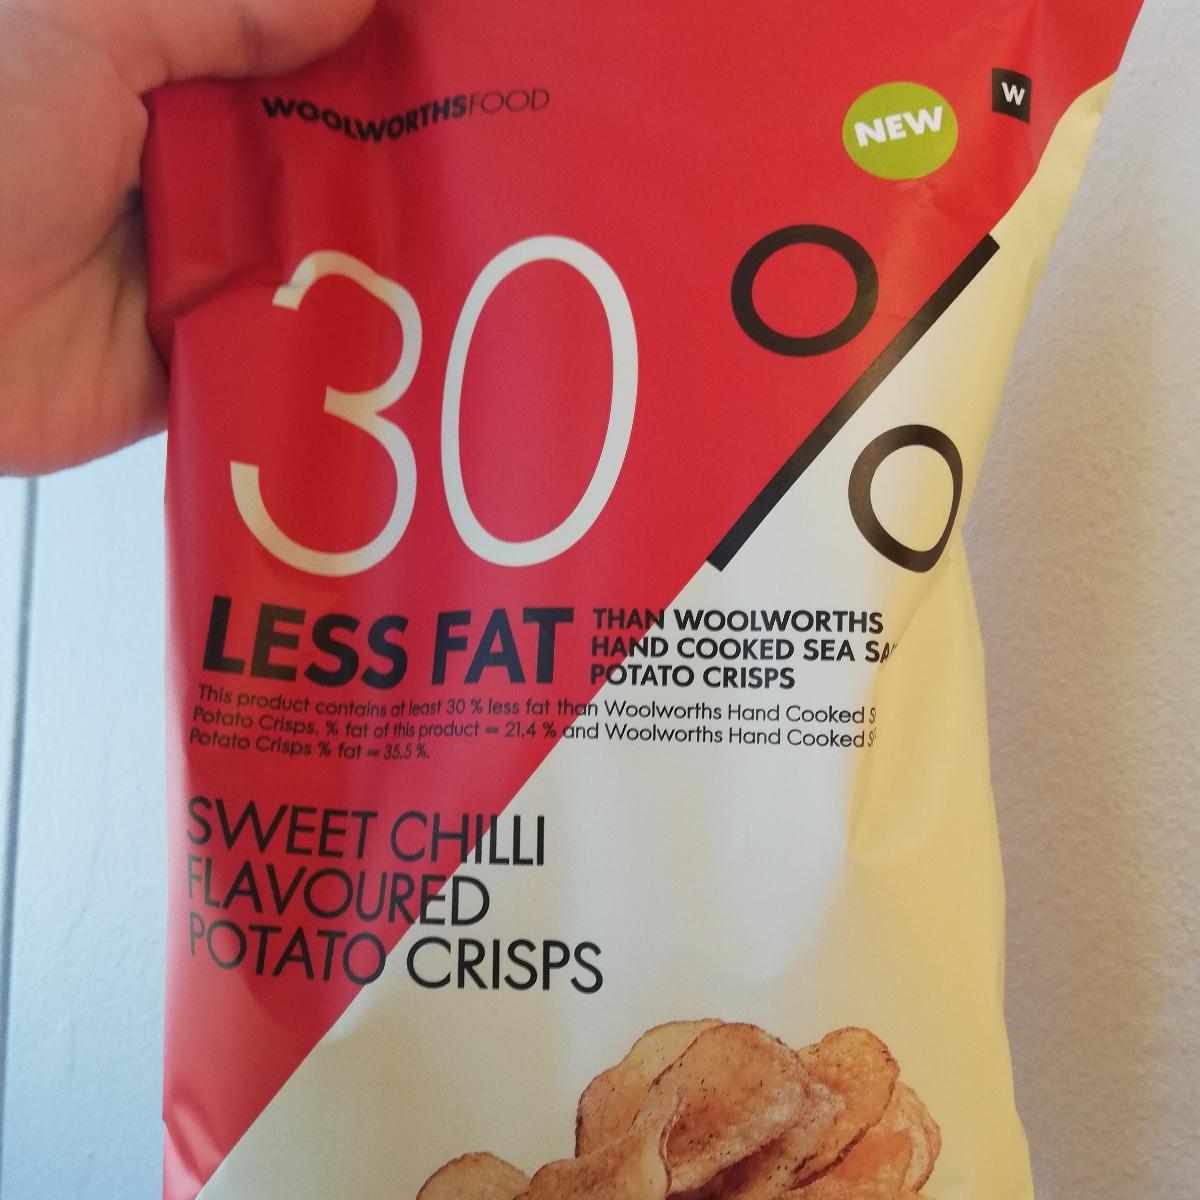 WOOLWORTHSFOOD
NEW
W
30%
LESS FAT
THAN WOOLWORTHS
HAND COOKED SEA
POTATO CRISPS
This product contains at least 30 % less fat than Woolworths Hand Cooked
Potato Crisps. % fat of this product = 21.4 % and Woolworths Hand Cooked
Potato Crisps % fat = 35.5 %.
SWEET CHILLI
FLAVOURED
POTATO CRISPS